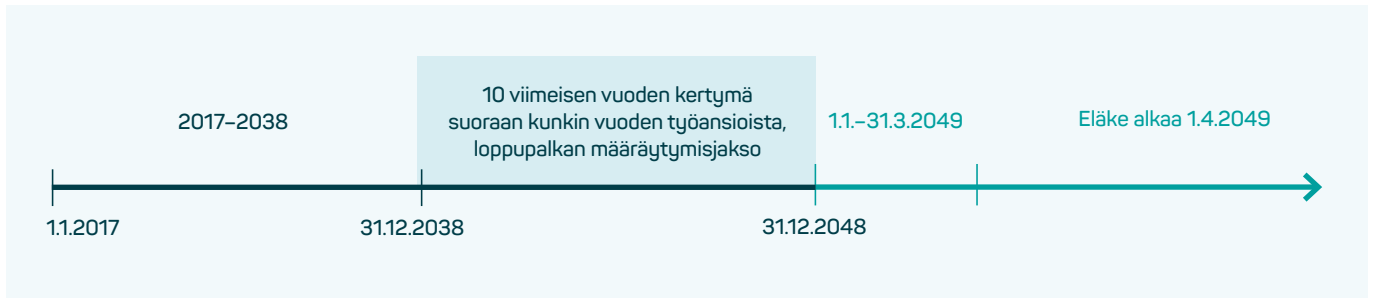 2017–2038
10 viimeisen vuoden kertymä
suoraan kunkin vuoden työansioista,
loppupalkan määräytymisjakso
1.1.–31.3.2049
Eläke alkaa 1.4.2049
1.1.2017
31.12.2038
31.12.2048